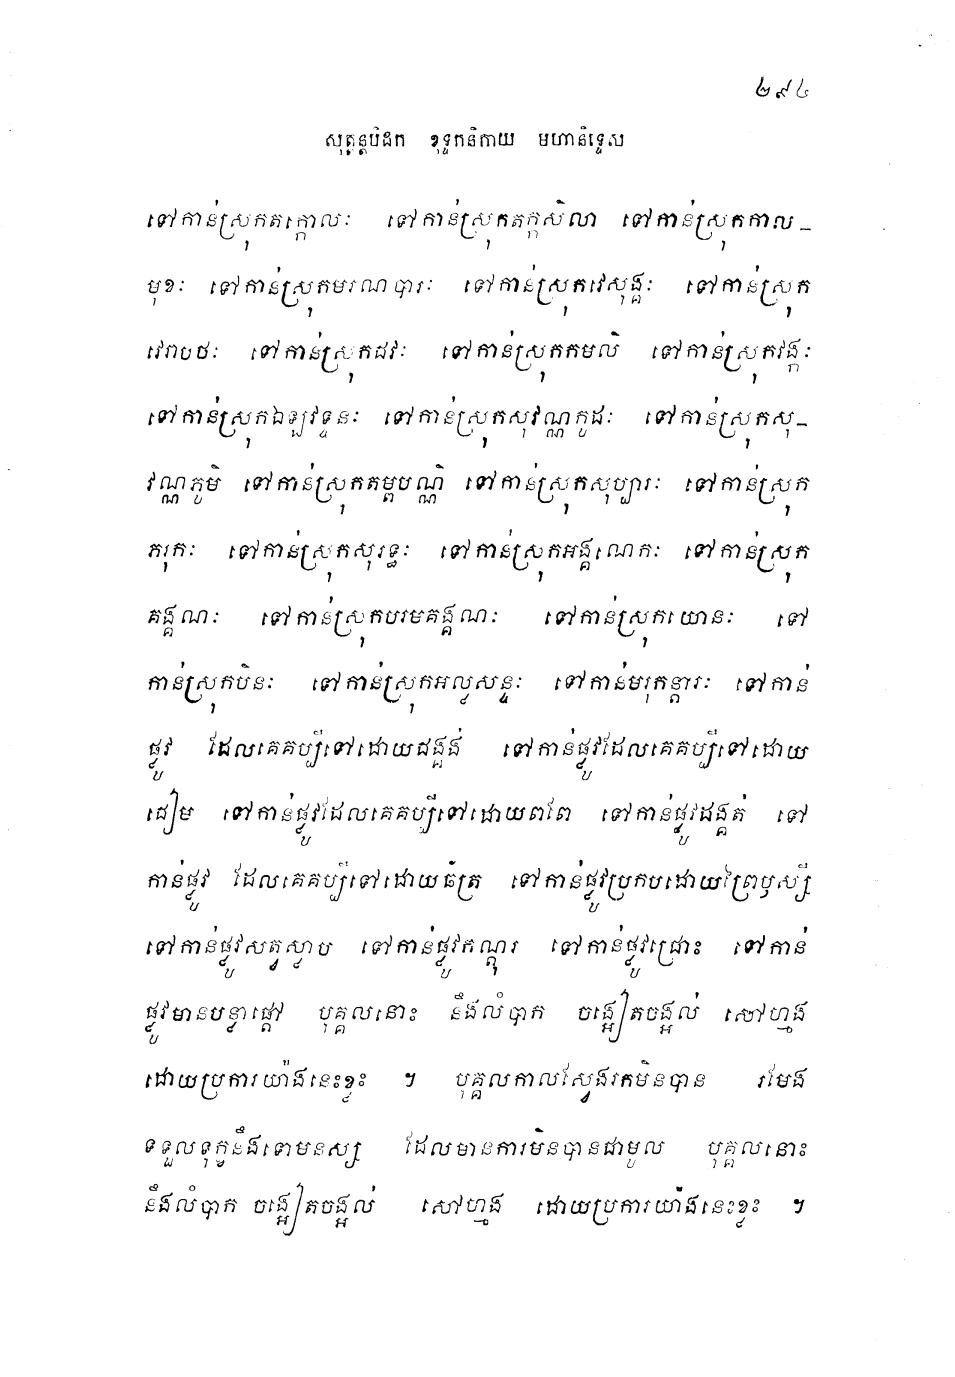 ២៩៤
សុត្តន្តបិដក ខុទ្ទកនិកាយ មហានិទ្ទេស
ទៅកាន់ស្រុកតក្កោលៈ ទៅកាន់ស្រុកតក្កសិលា ទៅកាន់ស្រុកកាល-
មុខៈ ទៅកាន់ស្រុកមរណបារៈ ទៅកាន់ស្រុកវេសុង្គៈ ទៅកាន់ស្រុក
វេរាបថៈ ទៅកាន់ស្រុកជវៈ ទៅកាន់ស្រុកកមលិ ទៅកាន់ស្រុកវង្កៈ
ទៅកាន់ស្រុកឯឡវទ្ធនៈ ទៅកាន់ស្រុកសុវណ្ណកូដៈ ទៅកាន់ស្រុកសុ-
វណ្ណភូមិ ទៅកាន់ស្រុកតម្ពបណ្ណិ ទៅកាន់ស្រុកសុប្បារៈ ទៅកាន់ស្រុក
ភរុកៈ ទៅកាន់ស្រុកសុរទ្ធៈ ទៅកាន់ស្រុកអង្គណេកៈ ទៅកាន់ស្រុក
គង្គណៈ ទៅកាន់ស្រុកបរមគង្គណៈ ទៅកាន់ស្រុកយោនៈ ទៅ
កាន់ស្រុកបិនៈ ទៅកាន់ស្រុកអល្លសន្ទៈ ទៅកាន់មរុកន្តារៈ ទៅកាន់
ផ្លូវ ដែលគេគប្បីទៅដោយជង្គង់ ទៅកាន់ផ្លូវដែលគេគប្បីទៅដោយ
ជៀម ទៅកាន់ផ្លូវដែលគេគប្បីទៅដោយពពែ ទៅកាន់ផ្លូវដង្គត់ ទៅ
កាន់ផ្លូវ ដែលគេគប្បីទៅដោយឆ័ត្រ ទៅកាន់ផ្លូវប្រកបដោយព្រៃឫស្សី
ទៅកាន់ផ្លូវសត្វស្លាប ទៅកាន់ផ្លូវកណ្ដុរ ទៅកាន់ផ្លូវជ្រោះ ទៅកាន់
ផ្លូវមានបន្លាផ្ដៅ បុគ្គលនោះ នឹងលំបាក ចង្អៀតចង្អល់ សៅហ្មង
ដោយប្រការយ៉ាងនេះខ្លះ ។ បុគ្គលកាលស្វែងរកមិនបាន រមែង
ទទួលទុក្ខនឹងទោមនស្ស ដែលមានការមិនបានជាមូល បុគ្គលនោះ
នឹងលំបាក ចង្អៀតចង្អល់ សៅហ្មង ដោយប្រការយ៉ាងនេះខ្លះ ។